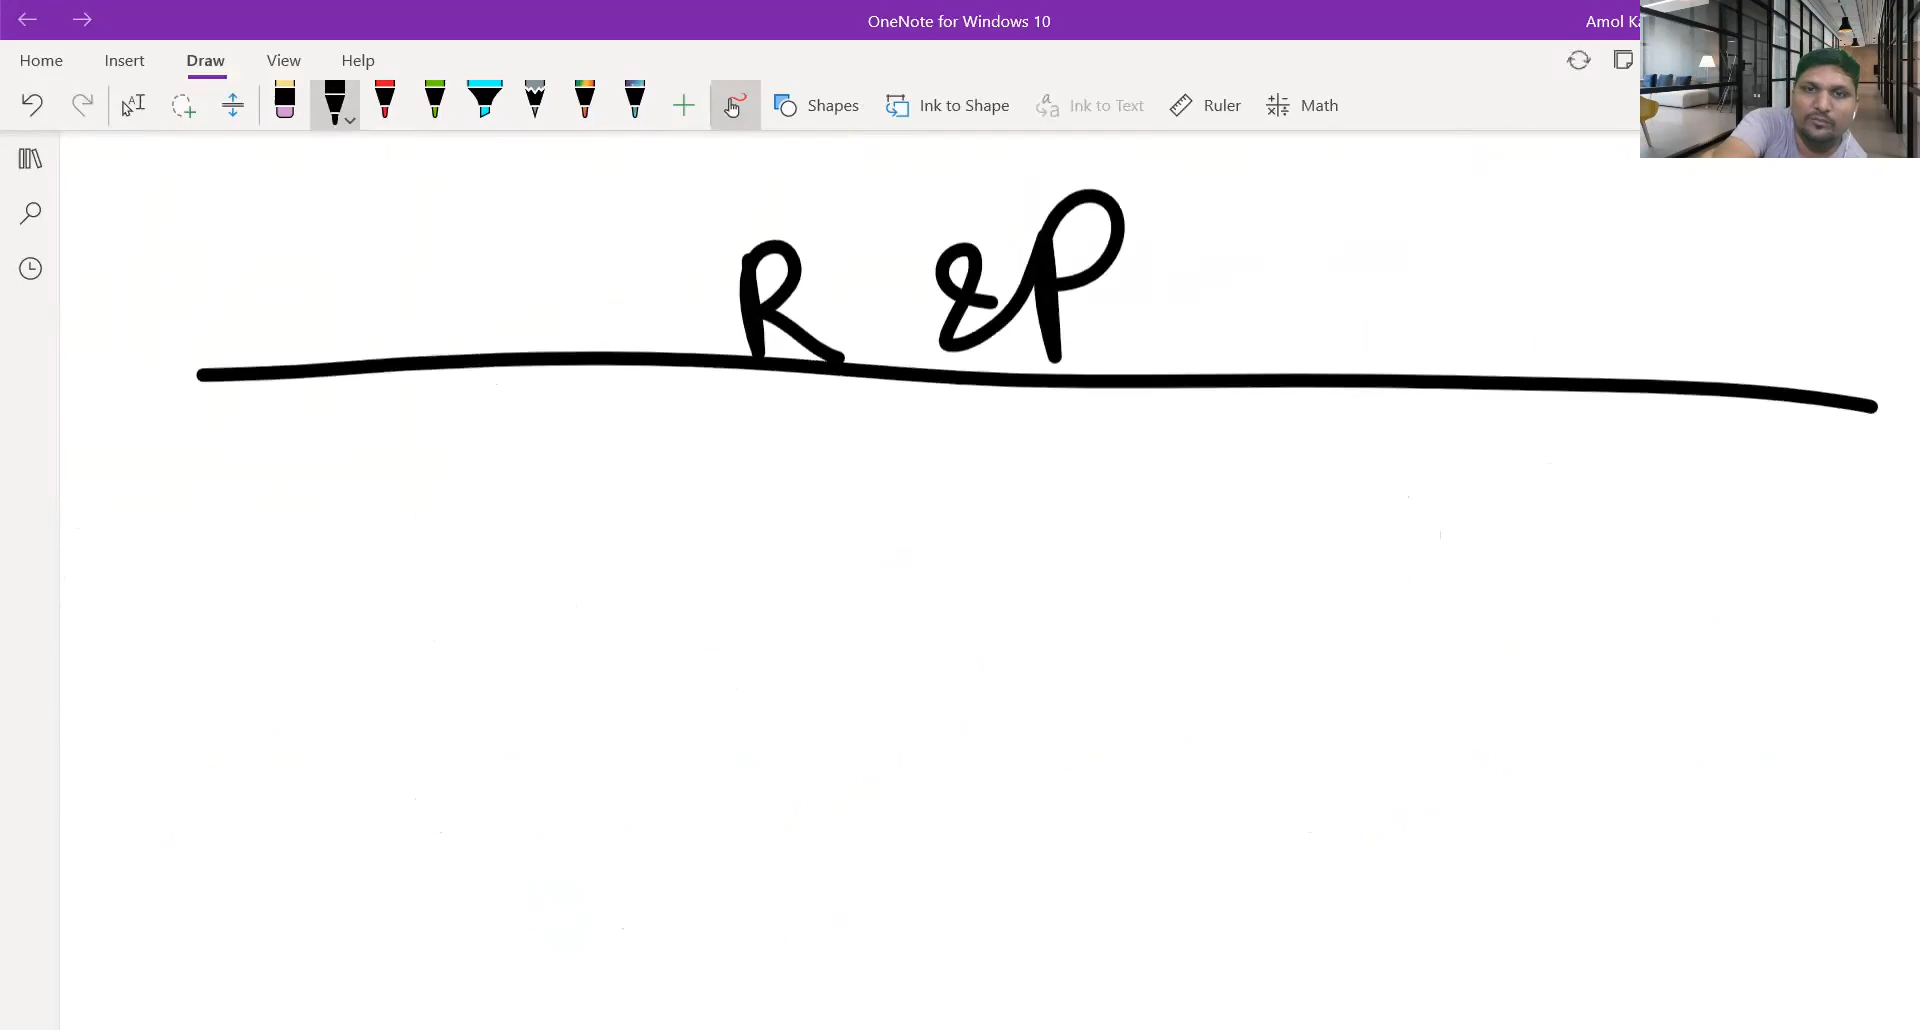 OneNote for Windows 10
Amol
Home Insert Draw View Help
Shapes Ink to Shape Ink to Text Ruler Math
R & P